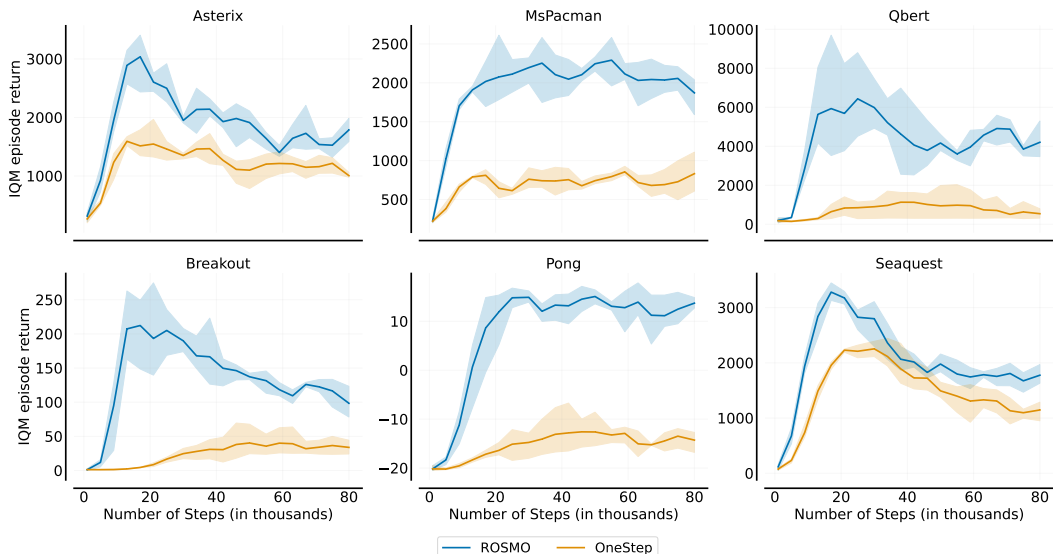 Asterix
MsPacman
Qbert
IQM episode return
3000
2000
1000
2500
2000
1500
1000
500
10000
8000
6000
4000
2000
0
Breakout
Pong
Seaquest
IQM episode return
250
200
150
100
50
0
10
0
−10
−20
3000
2000
1000
0
0 20 40 60 80
0 20 40 60 80
0 20 40 60 80
Number of Steps (in thousands)
Number of Steps (in thousands)
Number of Steps (in thousands)
ROSMO OneStep